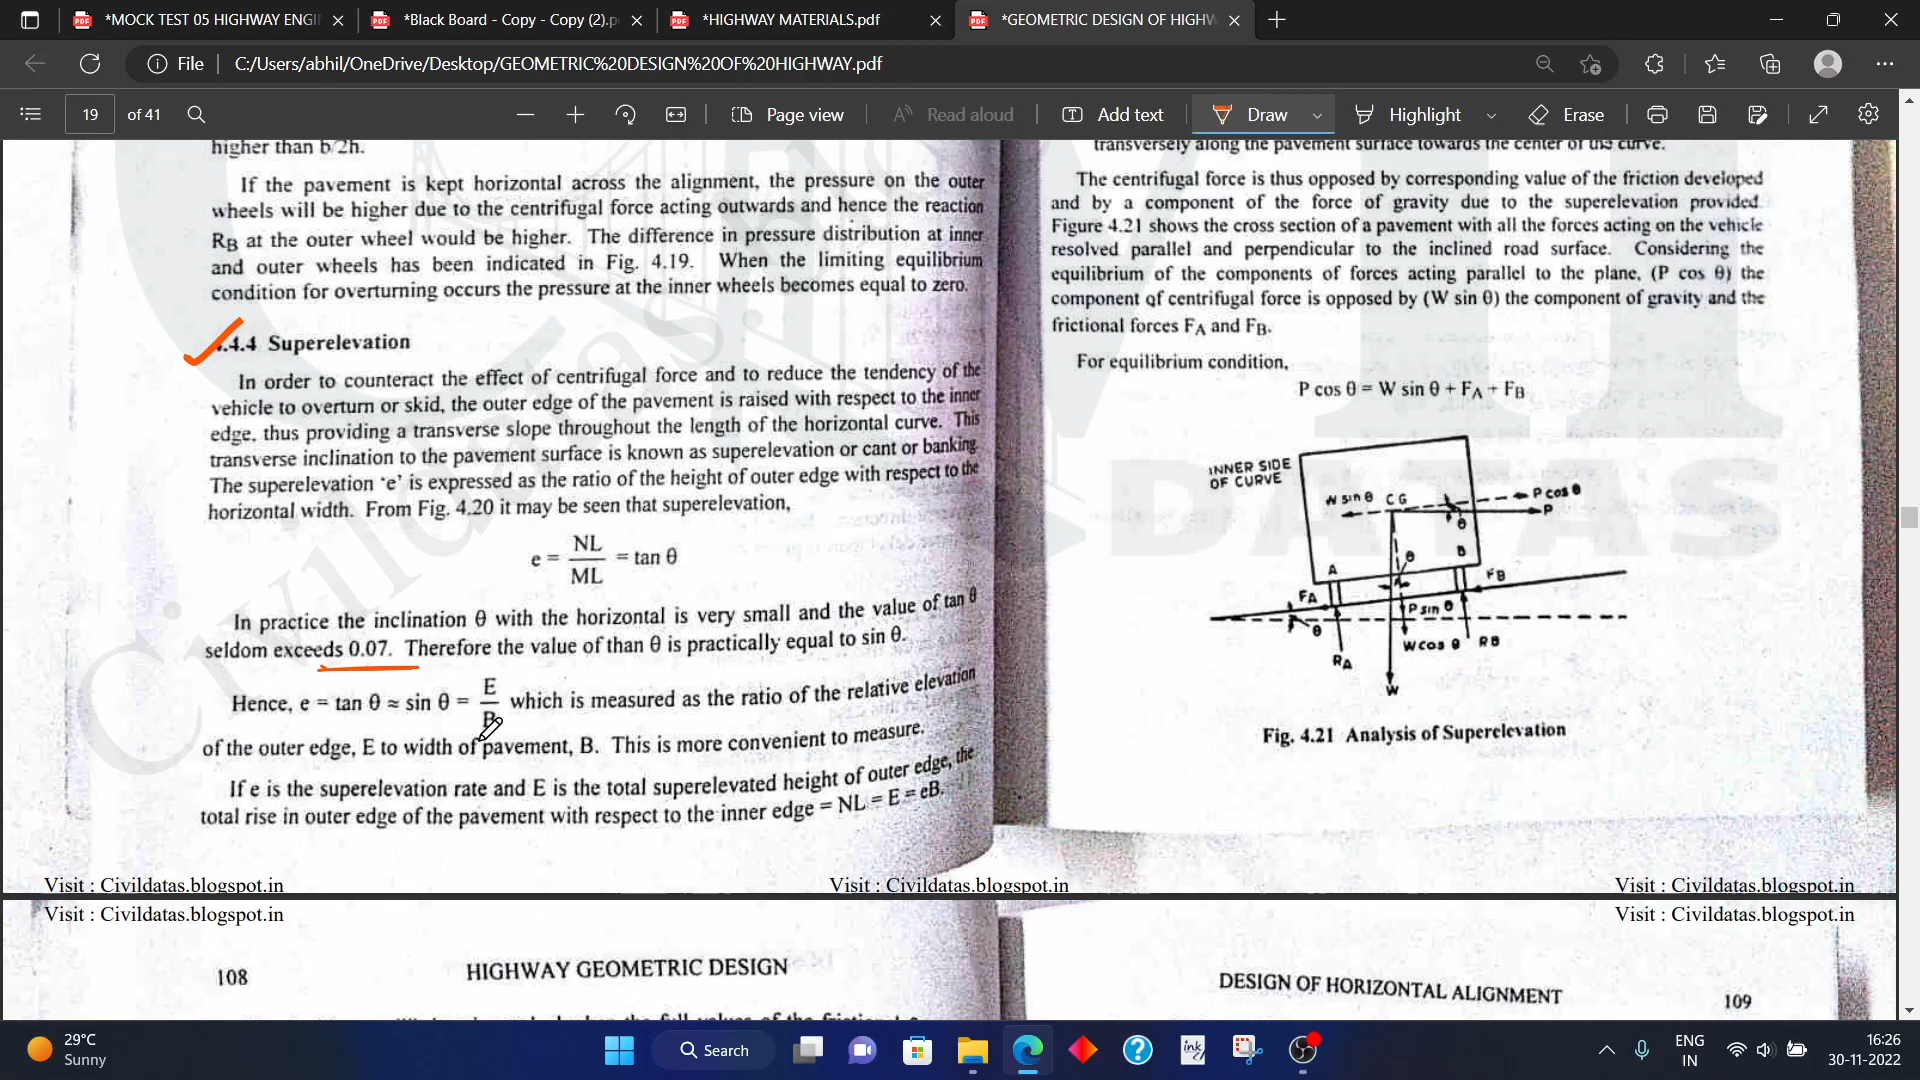 *MOCK TEST 05 HIGHWAY ENGI
*Black Board - Copy - Copy (2).p
*HIGHWAY MATERIALS.pdf
*GEOMETRIC DESIGN OF HIGHW
File
C:/Users/abhil/OneDrive/Desktop/GEOMETRIC%20DESIGN%20OF%20HIGHWAY.pdf
19 of 41
Page view
Read aloud
Add text
Draw
Highlight
Erase
higher than b/2h.
If the pavement is kept horizontal across the alignment, the pressure on the outer
wheels will be higher due to the centrifugal force acting outwards and hence the reaction
RB at the outer wheel would be higher. The difference in pressure distribution at inner
and outer wheels has been indicated in Fig. 4.19. When the limiting equilibrium
condition for overturning occurs the pressure at the inner wheels becomes equal to zero.
.4.4 Superelevation
In order to counteract the effect of centrifugal force and to reduce the tendency of the
vehicle to overturn or skid, the outer edge of the pavement is raised with respect to the inner
edge, thus providing a transverse slope throughout the length of the horizontal curve. This
transverse inclination to the pavement surface is known as superelevation or cant or banking.
The superelevation 'e' is expressed as the ratio of the height of outer edge with respect to the
horizontal width. From Fig. 4.20 it may be seen that superelevation,
e = NL / ML = tan θ
In practice the inclination θ with the horizontal is very small and the value of tan θ
seldom exceeds 0.07. Therefore the value of than θ is practically equal to sin θ.
Hence, e = tan θ ≈ sin θ = E / B which is measured as the ratio of the relative elevation
of the outer edge, E to width of pavement, B. This is more convenient to measure.
If e is the superelevation rate and E is the total superelevated height of outer edge, the
total rise in outer edge of the pavement with respect to the inner edge = NL = E = eB.
transversely along the pavement surface towards the center of the curve.
The centrifugal force is thus opposed by corresponding value of the friction developed
and by a component of the force of gravity due to the superelevation provided.
Figure 4.21 shows the cross section of a pavement with all the forces acting on the vehicle
resolved parallel and perpendicular to the inclined road surface. Considering the
equilibrium of the components of forces acting parallel to the plane, (P cos θ) the
component of centrifugal force is opposed by (W sin θ) the component of gravity and the
frictional forces FA and FB.
For equilibrium condition,
P cos θ = W sin θ + FA + FB
INNER SIDE
OF CURVE
W sin θ
CG
P cos θ
P
θ
θ
A
B
FA
FB
P sin θ
θ
W cos θ
RB
RA
W
Fig. 4.21 Analysis of Superelevation
Civildatas
DATAS
Visit : Civildatas.blogspot.in
Visit : Civildatas.blogspot.in
Visit : Civildatas.blogspot.in
Visit : Civildatas.blogspot.in
Visit : Civildatas.blogspot.in
108
HIGHWAY GEOMETRIC DESIGN
DESIGN OF HORIZONTAL ALIGNMENT
109
29°C
Sunny
Search
ink
ENG
IN
16:26
30-11-2022